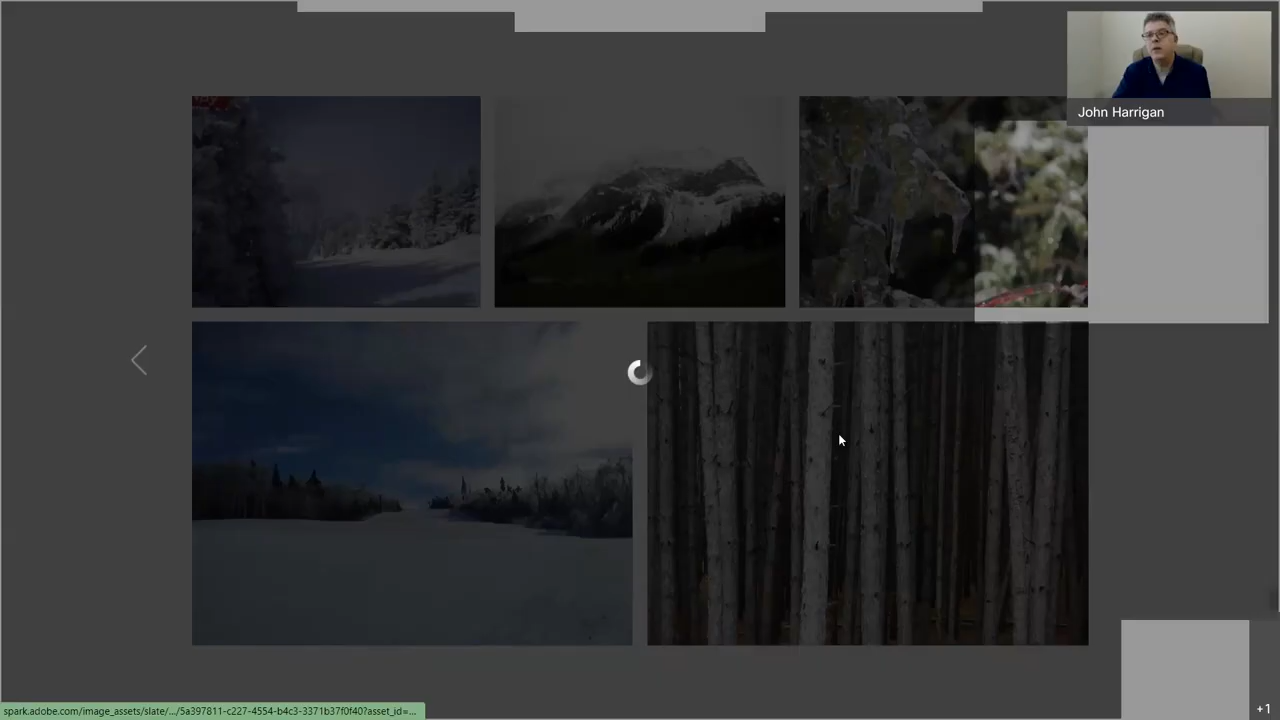 John Harrigan
spark.adobe.com/image_assets/slate/.../5a397811-c227-4554-b4c3-3371b37f0f40?asset_id=...
+1